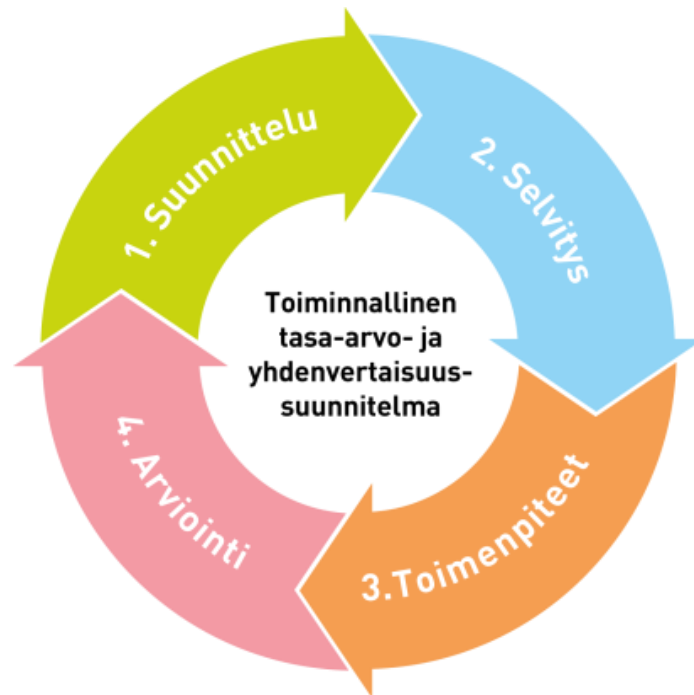 1. Suunnittelu
2. Selvitys
3.Toimenpiteet
4. Arviointi
Toiminnallinen
tasa-arvo- ja
yhdenvertaisuus-
suunnitelma